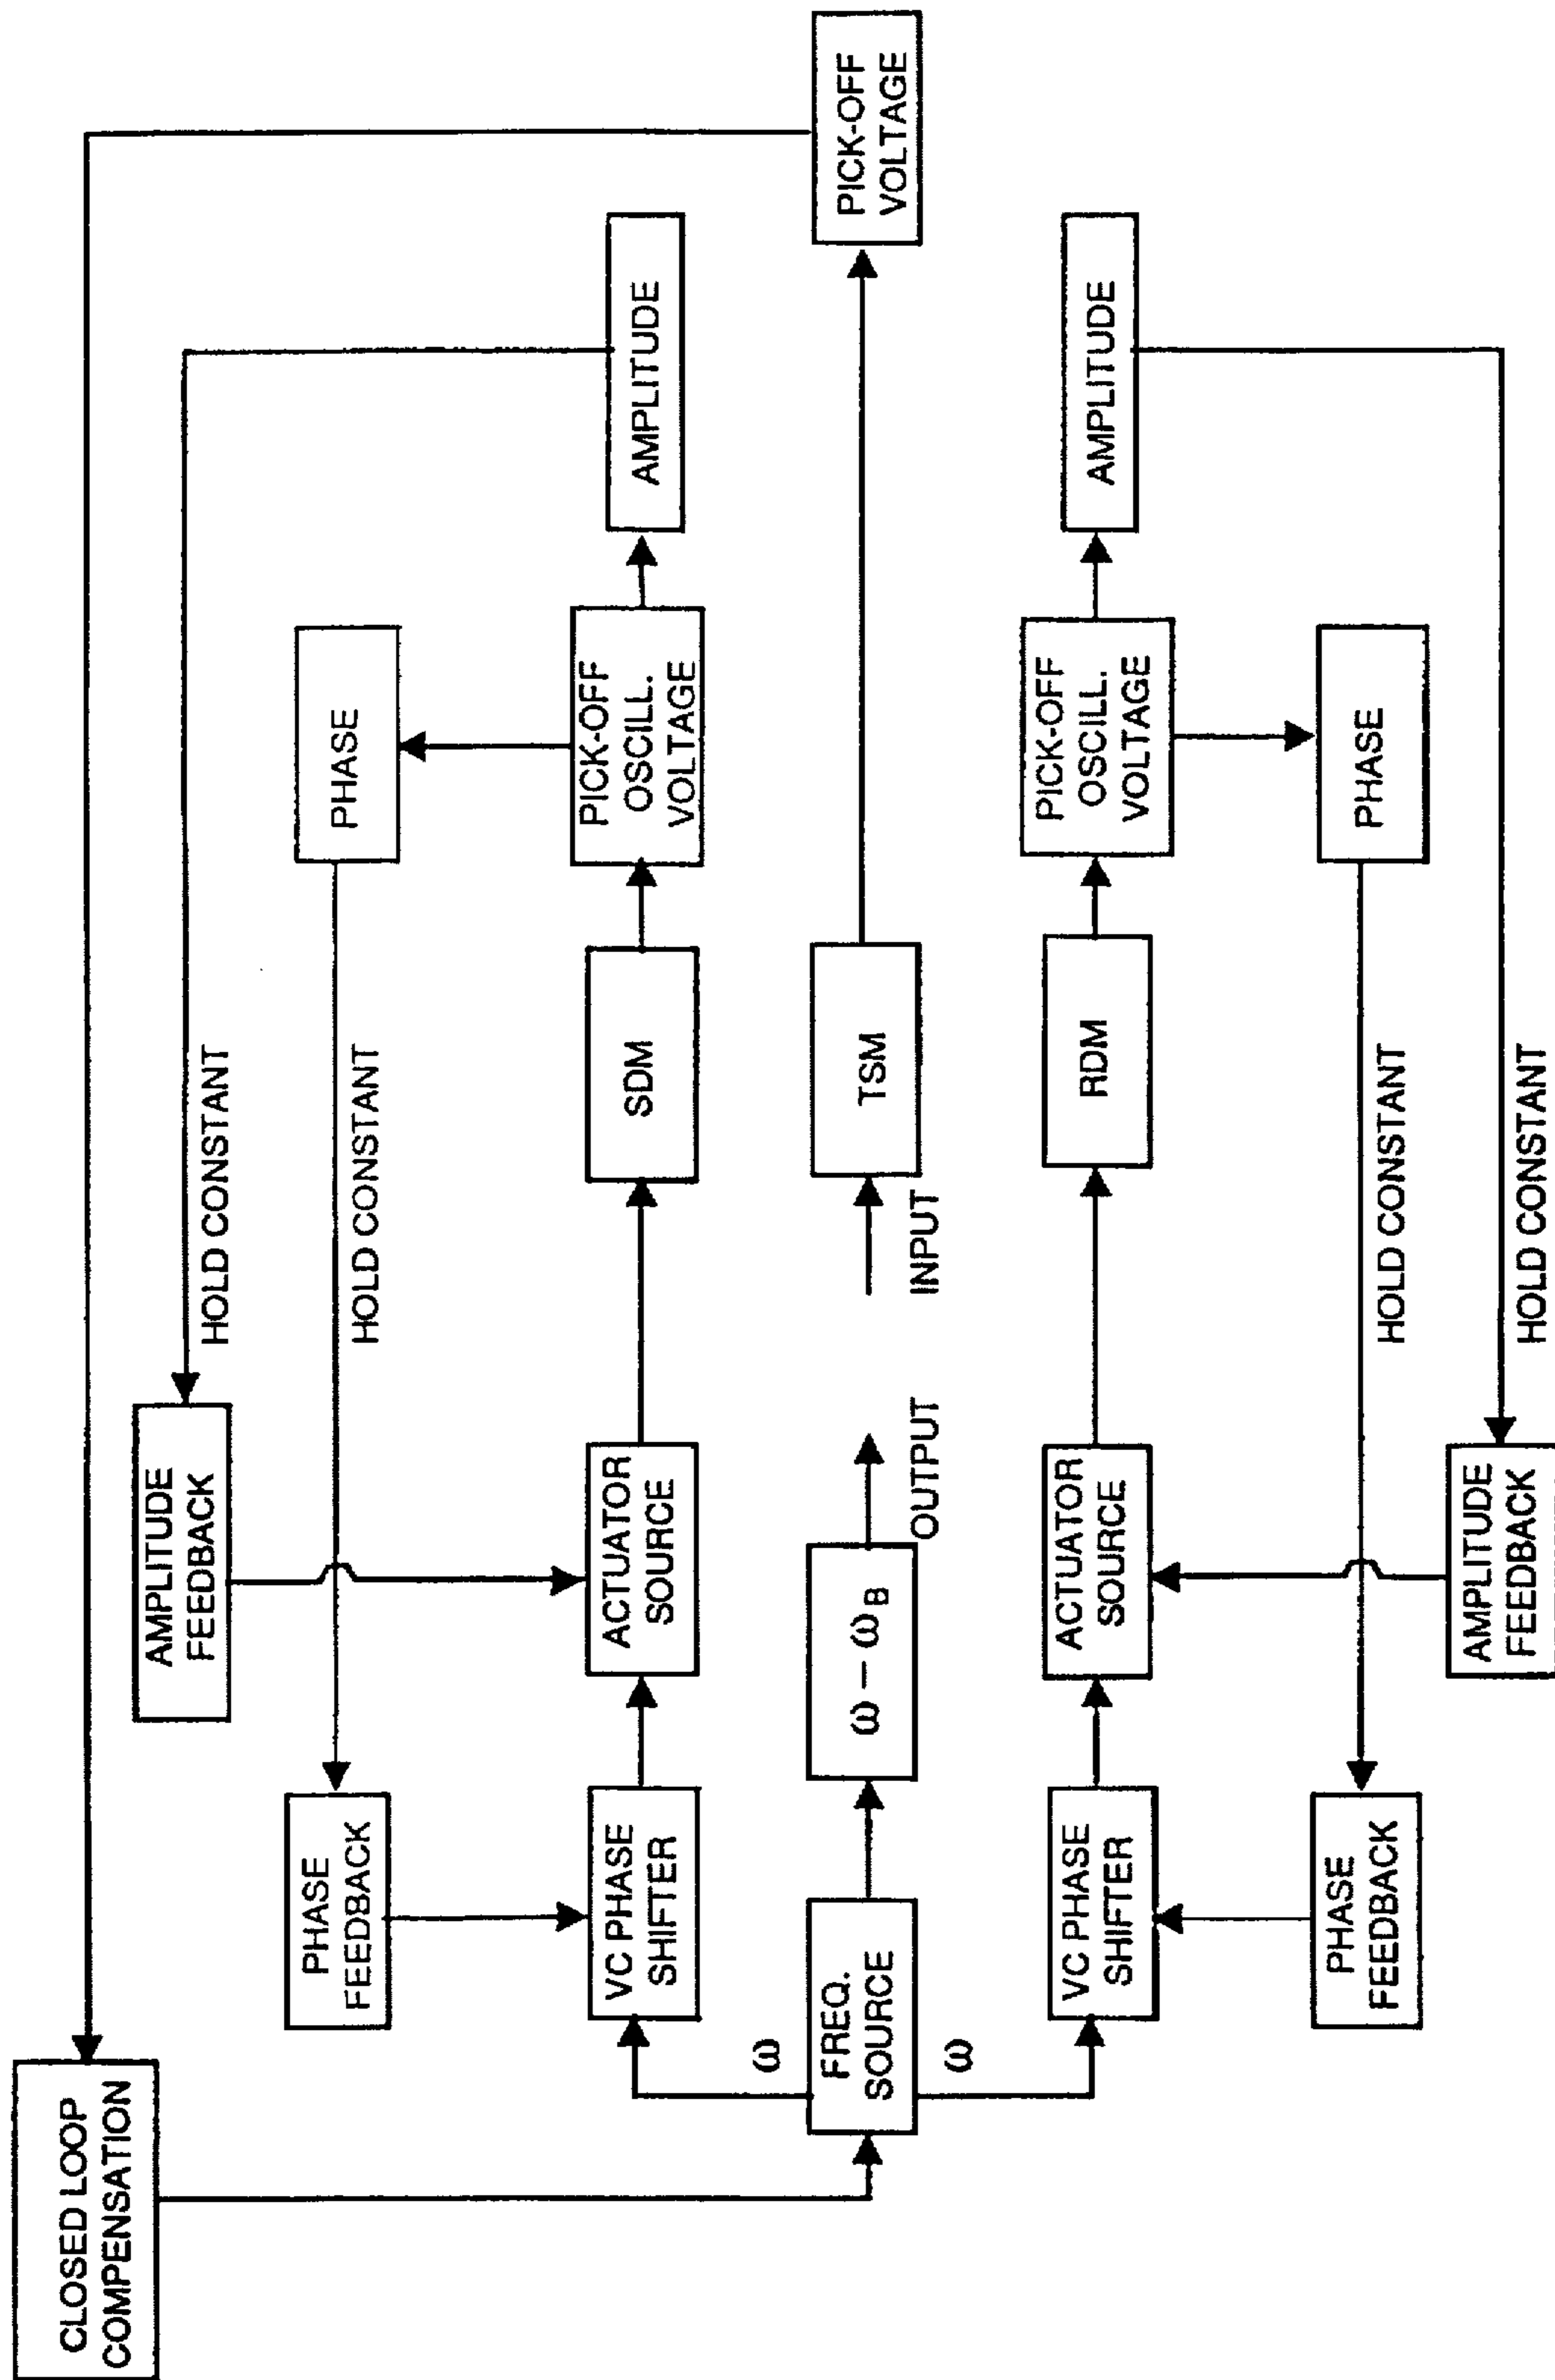 CLOSED LOOP
COMPENSATION
AMPLITUDE
FEEDBACK
HOLD CONSTANT
PHASE
FEEDBACK
HOLD CONSTANT
PHASE
VC PHASE
SHIFTER
ACTUATOR
SOURCE
SDM
PICK-OFF
OSCILL.
VOLTAGE
AMPLITUDE
ω
FREQ.
SOURCE
ω
ω – ωB
OUTPUT
INPUT
TSM
PICK-OFF
VOLTAGE
VC PHASE
SHIFTER
ACTUATOR
SOURCE
RDM
PICK-OFF
OSCILL.
VOLTAGE
AMPLITUDE
PHASE
FEEDBACK
HOLD CONSTANT
PHASE
AMPLITUDE
FEEDBACK
HOLD CONSTANT